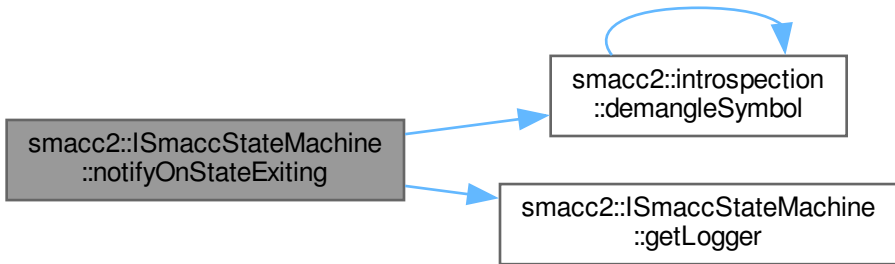 smacc2::ISmaccStateMachine
::notifyOnStateExiting
smacc2::introspection
::demangleSymbol
smacc2::ISmaccStateMachine
::getLogger